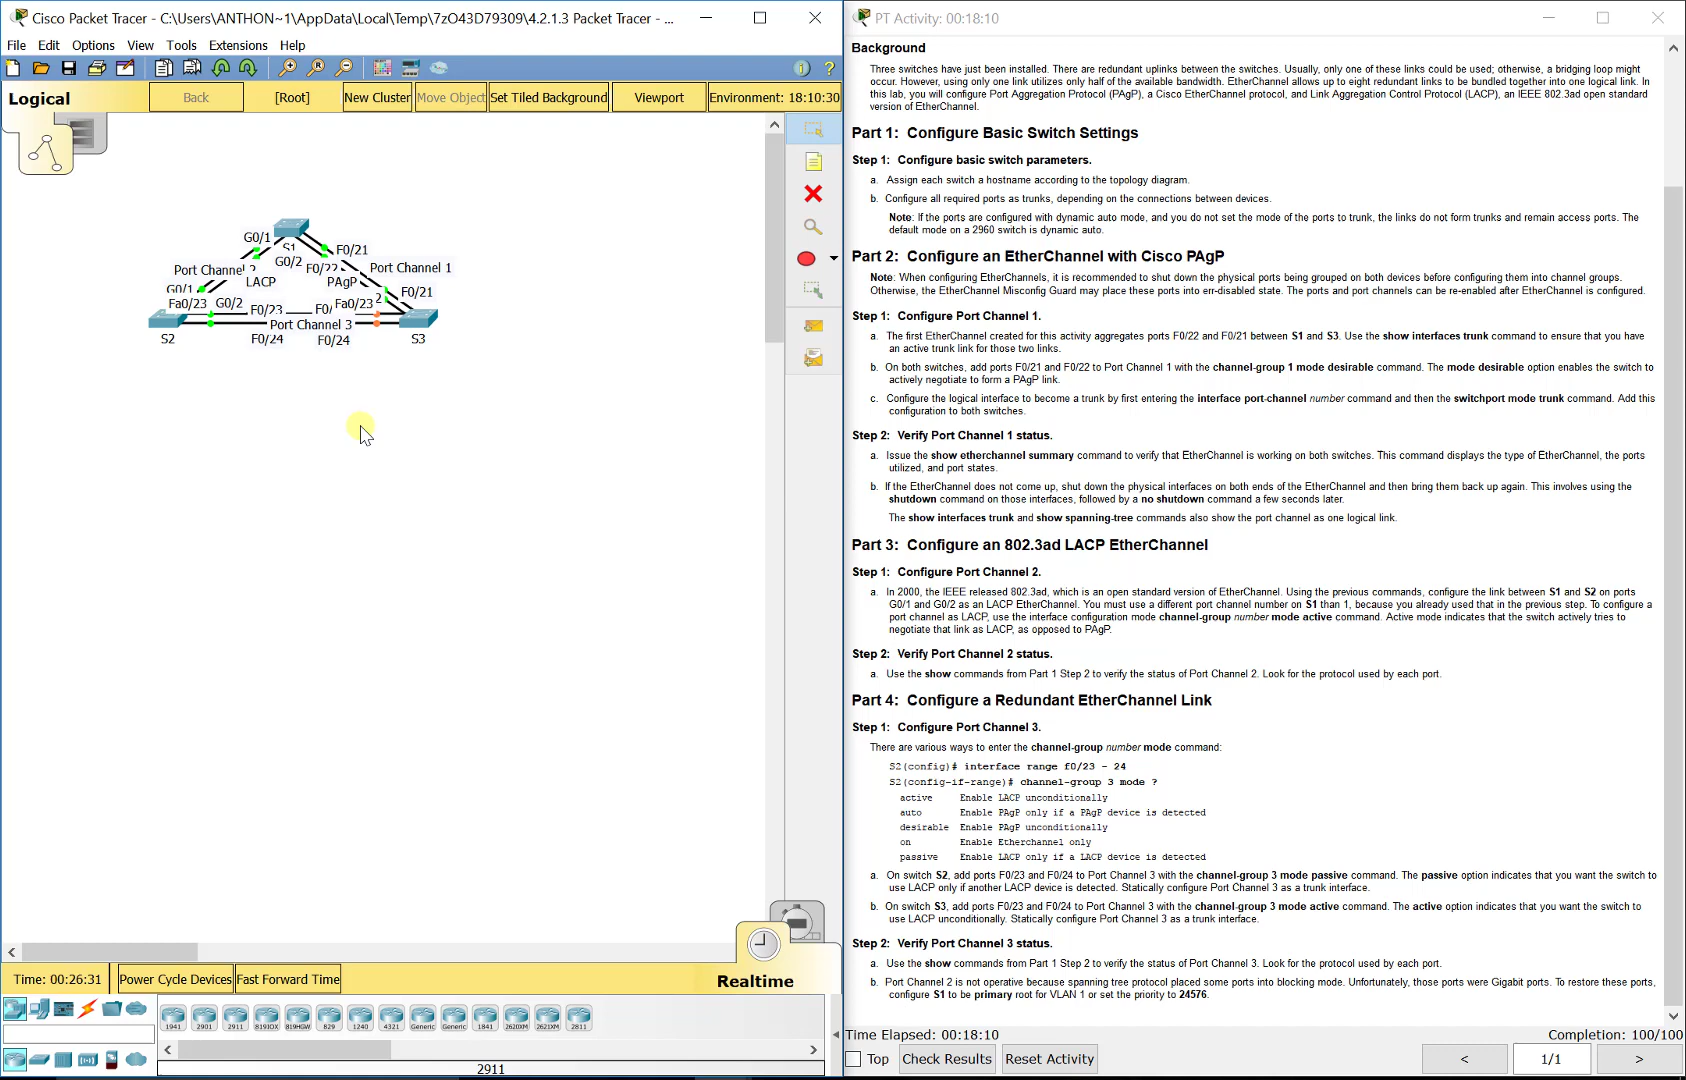 Cisco Packet Tracer - C:\Users\ANTHON~1\AppData\Local\Temp\7zO43D79309\4.2.1.3 Packet Tracer - ...
File Edit Options View Tools Extensions Help
Logical
Back
[Root]
New Cluster
Move Object
Set Tiled Background
Viewport
Environment: 18:10:30
G0/1
S1
G0/2
F0/21
F0/22
Port Channel 2
LACP
PAgP
Port Channel 1
G0/1
Fa0/23
G0/2
F0/23
F0/
Fa0/23
2
F0/21
Port Channel 3
S2
F0/24
F0/24
S3
Time: 00:26:31
Power Cycle Devices
Fast Forward Time
Realtime
1941
2901
2911
819IOX
819HGW
829
1240
4321
Generic
Generic
1841
2620XM
2621XM
2811
2911
PT Activity: 00:18:10
Background
Three switches have just been installed. There are redundant uplinks between the switches. Usually, only one of these links could be used; otherwise, a bridging loop might
occur. However, using only one link utilizes only half of the available bandwidth. EtherChannel allows up to eight redundant links to be bundled together into one logical link. In
this lab, you will configure Port Aggregation Protocol (PAgP), a Cisco EtherChannel protocol, and Link Aggregation Control Protocol (LACP), an IEEE 802.3ad open standard
version of EtherChannel.
Part 1: Configure Basic Switch Settings
Step 1: Configure basic switch parameters.
a. Assign each switch a hostname according to the topology diagram.
b. Configure all required ports as trunks, depending on the connections between devices.
Note: If the ports are configured with dynamic auto mode, and you do not set the mode of the ports to trunk, the links do not form trunks and remain access ports. The
default mode on a 2960 switch is dynamic auto.
Part 2: Configure an EtherChannel with Cisco PAgP
Note: When configuring EtherChannels, it is recommended to shut down the physical ports being grouped on both devices before configuring them into channel groups.
Otherwise, the EtherChannel Misconfig Guard may place these ports into err-disabled state. The ports and port channels can be re-enabled after EtherChannel is configured.
Step 1: Configure Port Channel 1.
a. The first EtherChannel created for this activity aggregates ports F0/22 and F0/21 between S1 and S3. Use the show interfaces trunk command to ensure that you have
an active trunk link for those two links.
b. On both switches, add ports F0/21 and F0/22 to Port Channel 1 with the channel-group 1 mode desirable command. The mode desirable option enables the switch to
actively negotiate to form a PAgP link.
c. Configure the logical interface to become a trunk by first entering the interface port-channel number command and then the switchport mode trunk command. Add this
configuration to both switches.
Step 2: Verify Port Channel 1 status.
a. Issue the show etherchannel summary command to verify that EtherChannel is working on both switches. This command displays the type of EtherChannel, the ports
utilized, and port states.
b. If the EtherChannel does not come up, shut down the physical interfaces on both ends of the EtherChannel and then bring them back up again. This involves using the
shutdown command on those interfaces, followed by a no shutdown command a few seconds later.
The show interfaces trunk and show spanning-tree commands also show the port channel as one logical link.
Part 3: Configure an 802.3ad LACP EtherChannel
Step 1: Configure Port Channel 2.
a. In 2000, the IEEE released 802.3ad, which is an open standard version of EtherChannel. Using the previous commands, configure the link between S1 and S2 on ports
G0/1 and G0/2 as an LACP EtherChannel. You must use a different port channel number on S1 than 1, because you already used that in the previous step. To configure a
port channel as LACP, use the interface configuration mode channel-group number mode active command. Active mode indicates that the switch actively tries to
negotiate that link as LACP, as opposed to PAgP.
Step 2: Verify Port Channel 2 status.
a. Use the show commands from Part 1 Step 2 to verify the status of Port Channel 2. Look for the protocol used by each port.
Part 4: Configure a Redundant EtherChannel Link
Step 1: Configure Port Channel 3.
There are various ways to enter the channel-group number mode command:
S2(config)# interface range f0/23 - 24
S2(config-if-range)# channel-group 3 mode ?
active Enable LACP unconditionally
auto Enable PAgP only if a PAgP device is detected
desirable Enable PAgP unconditionally
on Enable Etherchannel only
passive Enable LACP only if a LACP device is detected
a. On switch S2, add ports F0/23 and F0/24 to Port Channel 3 with the channel-group 3 mode passive command. The passive option indicates that you want the switch to
use LACP only if another LACP device is detected. Statically configure Port Channel 3 as a trunk interface.
b. On switch S3, add ports F0/23 and F0/24 to Port Channel 3 with the channel-group 3 mode active command. The active option indicates that you want the switch to
use LACP unconditionally. Statically configure Port Channel 3 as a trunk interface.
Step 2: Verify Port Channel 3 status.
a. Use the show commands from Part 1 Step 2 to verify the status of Port Channel 3. Look for the protocol used by each port.
b. Port Channel 2 is not operative because spanning tree protocol placed some ports into blocking mode. Unfortunately, those ports were Gigabit ports. To restore these ports,
configure S1 to be primary root for VLAN 1 or set the priority to 24576.
Time Elapsed: 00:18:10
Completion: 100/100
Top
Check Results
Reset Activity
<
1/1
>